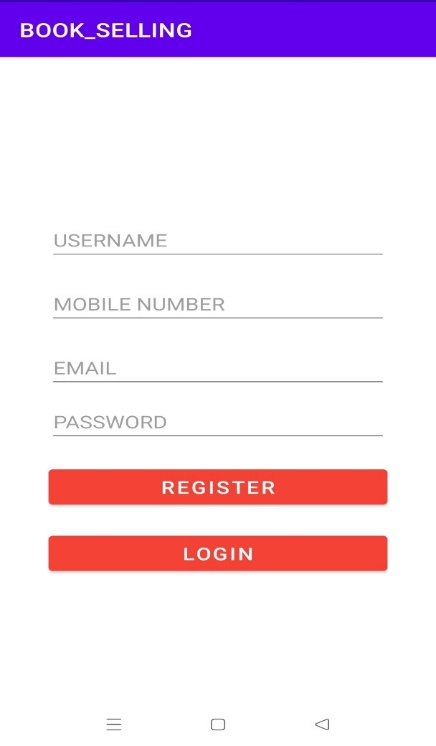 BOOK_SELLING
USERNAME
MOBILE NUMBER
EMAIL
PASSWORD
REGISTER
LOGIN